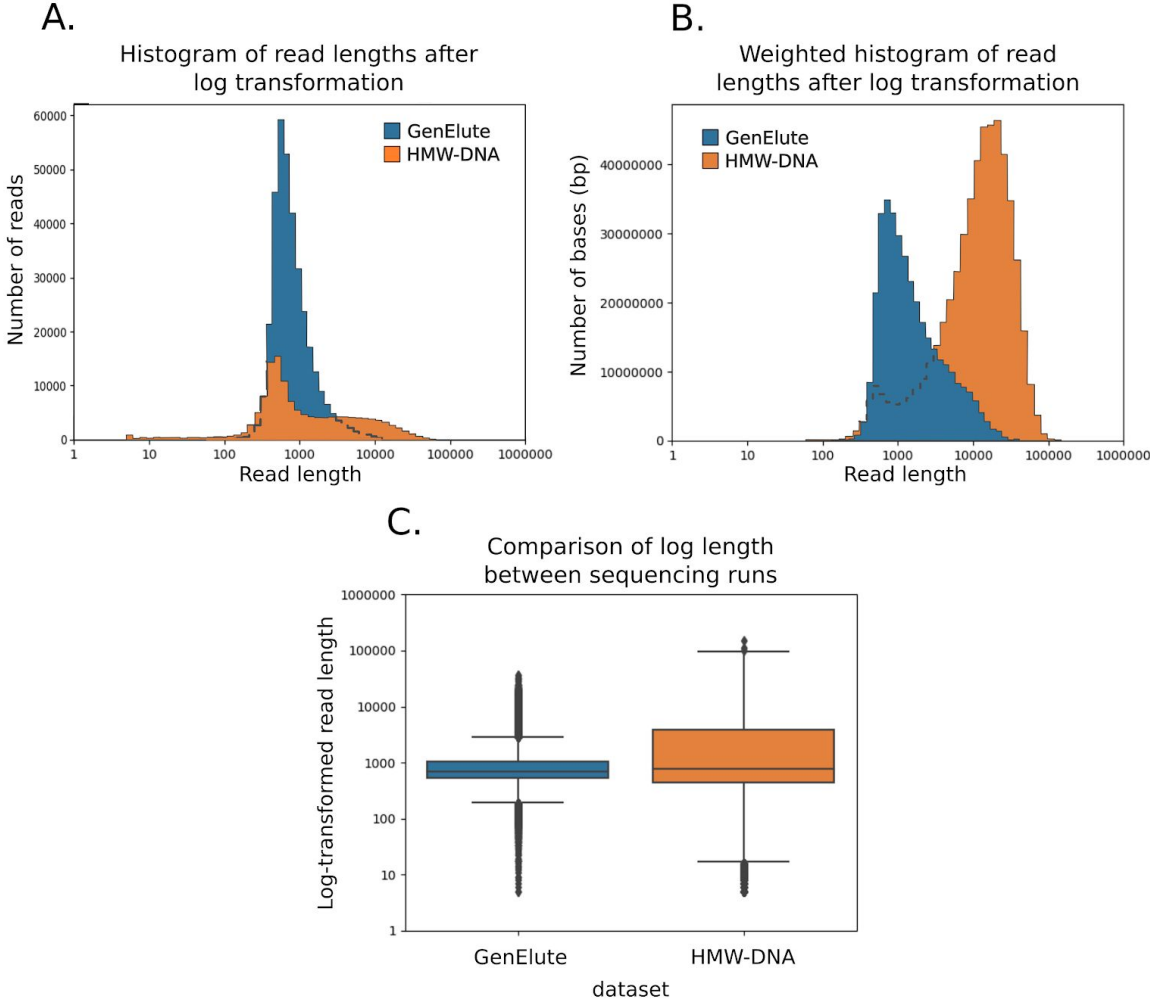 A.
Histogram of read lengths after
log transformation
Number of reads
60000
50000
40000
30000
20000
10000
0
GenElute
HMW-DNA
1 10 100 1000 10000 100000 1000000
Read length
B.
Weighted histogram of read
lengths after log transformation
Number of bases (bp)
40000000
30000000
20000000
10000000
0
GenElute
HMW-DNA
1 10 100 1000 10000 100000 1000000
Read length
C.
Comparison of log length
between sequencing runs
Log-transformed read length
1000000
100000
10000
1000
100
10
1
GenElute HMW-DNA
dataset